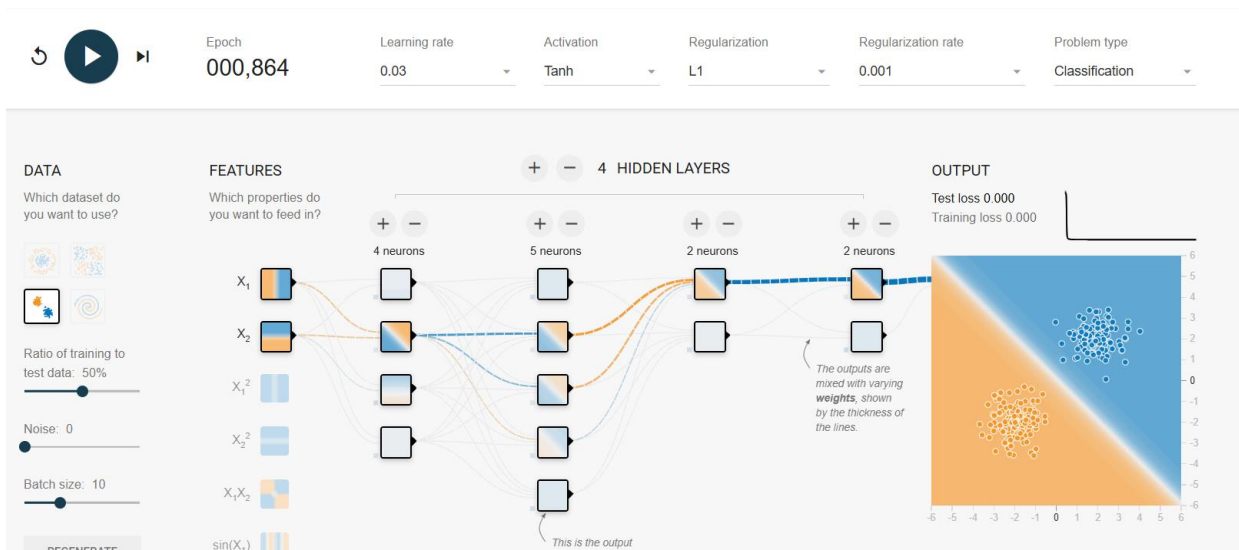 Epoch
000,864
Learning rate
0.03
Activation
Tanh
Regularization
L1
Regularization rate
0.001
Problem type
Classification
DATA
Which dataset do
you want to use?
Ratio of training to
test data: 50%
Noise: 0
Batch size: 10
REGENERATE
FEATURES
Which properties do
you want to feed in?
X₁
X₂
X₁²
X₂²
X₁X₂
sin(X₁)
+ − 4 HIDDEN LAYERS
+ −
4 neurons
+ −
5 neurons
+ −
2 neurons
+ −
2 neurons
The outputs are
mixed with varying
weights, shown
by the thickness of
the lines.
This is the output
OUTPUT
Test loss 0.000
Training loss 0.000
6
5
4
3
2
1
0
-1
-2
-3
-4
-5
-6
-6 -5 -4 -3 -2 -1 0 1 2 3 4 5 6